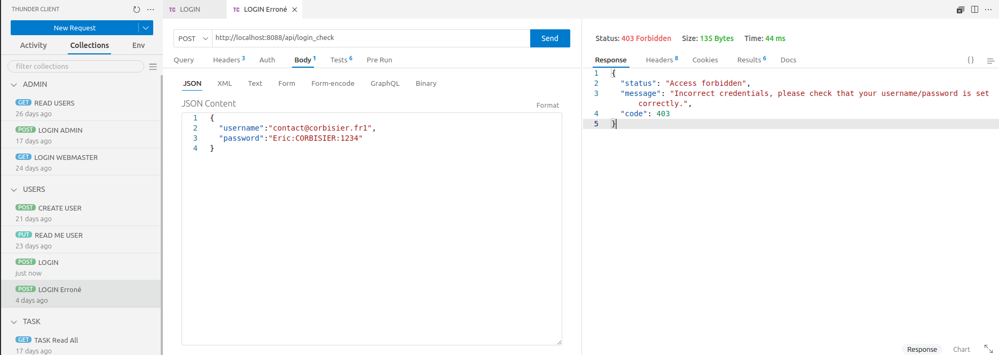 THUNDER CLIENT
New Request
Activity Collections Env
filter collections
ADMIN
GET READ USERS
26 days ago
POST LOGIN ADMIN
17 days ago
GET LOGIN WEBMASTER
24 days ago
USERS
POST CREATE USER
21 days ago
PUT READ ME USER
23 days ago
POST LOGIN
just now
POST LOGIN Erroné
4 days ago
TASK
GET TASK Read All
17 days ago
TC LOGIN TC LOGIN Erroné
POST http://localhost:8088/api/login_check Send
Query Headers 3 Auth Body 1 Tests 6 Pre Run
JSON XML Text Form Form-encode GraphQL Binary
JSON Content Format
1 {
2 "username":"contact@corbisier.fr1",
3 "password":"Eric:CORBISIER:1234"
4 }
Status: 403 Forbidden Size: 135 Bytes Time: 44 ms
Response Headers 8 Cookies Results 6 Docs {}
1 {
2 "status": "Access forbidden",
3 "message": "Incorrect credentials, please check that your username/password is set
correctly.",
4 "code": 403
5 }
Response Chart